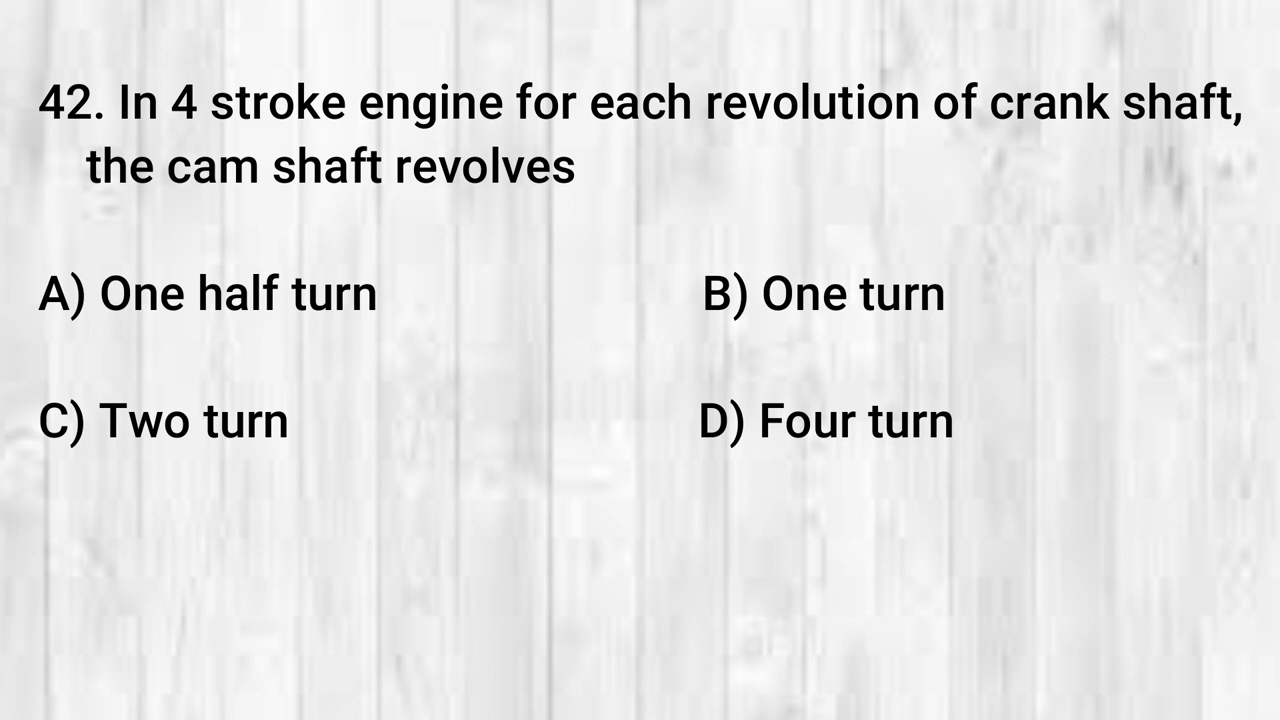 42. In 4 stroke engine for each revolution of crank shaft,
the cam shaft revolves
A) One half turn B) One turn
C) Two turn D) Four turn